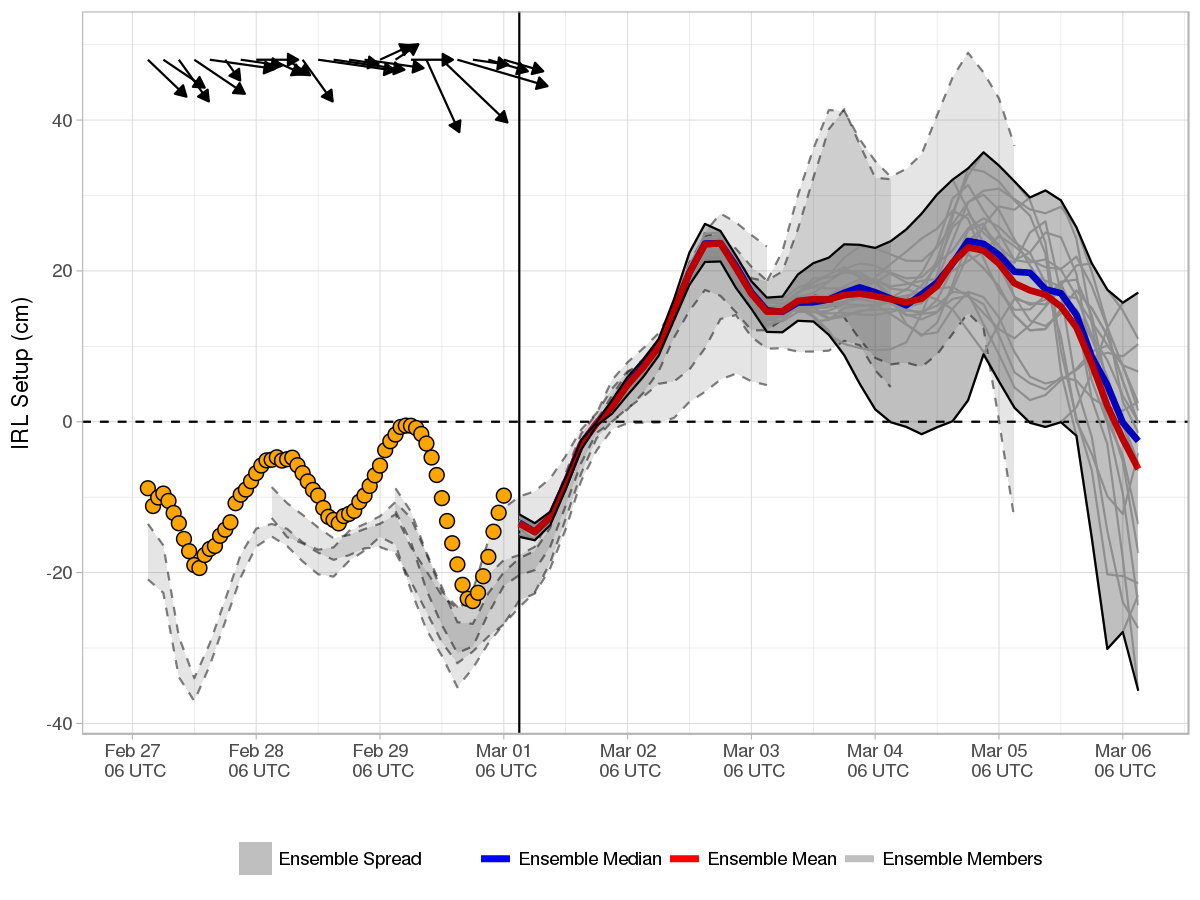 IRL Setup (cm)
40
20
0
-20
-40
Feb 27 Feb 28 Feb 29 Mar 01 Mar 02 Mar 03 Mar 04 Mar 05 Mar 06
06 UTC 06 UTC 06 UTC 06 UTC 06 UTC 06 UTC 06 UTC 06 UTC 06 UTC
Ensemble Spread Ensemble Median Ensemble Mean Ensemble Members